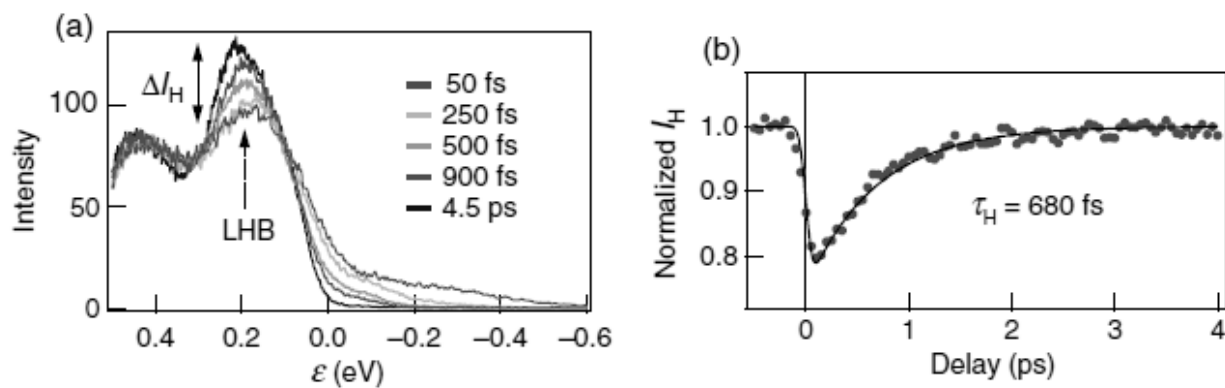 (a)
ΔI_H
100
50
0
Intensity
50 fs
250 fs
500 fs
900 fs
4.5 ps
LHB
0.4 0.2 0.0 −0.2 −0.4 −0.6
ε (eV)
(b)
Normalized I_H
1.0
0.9
0.8
τ_H = 680 fs
0 1 2 3 4
Delay (ps)